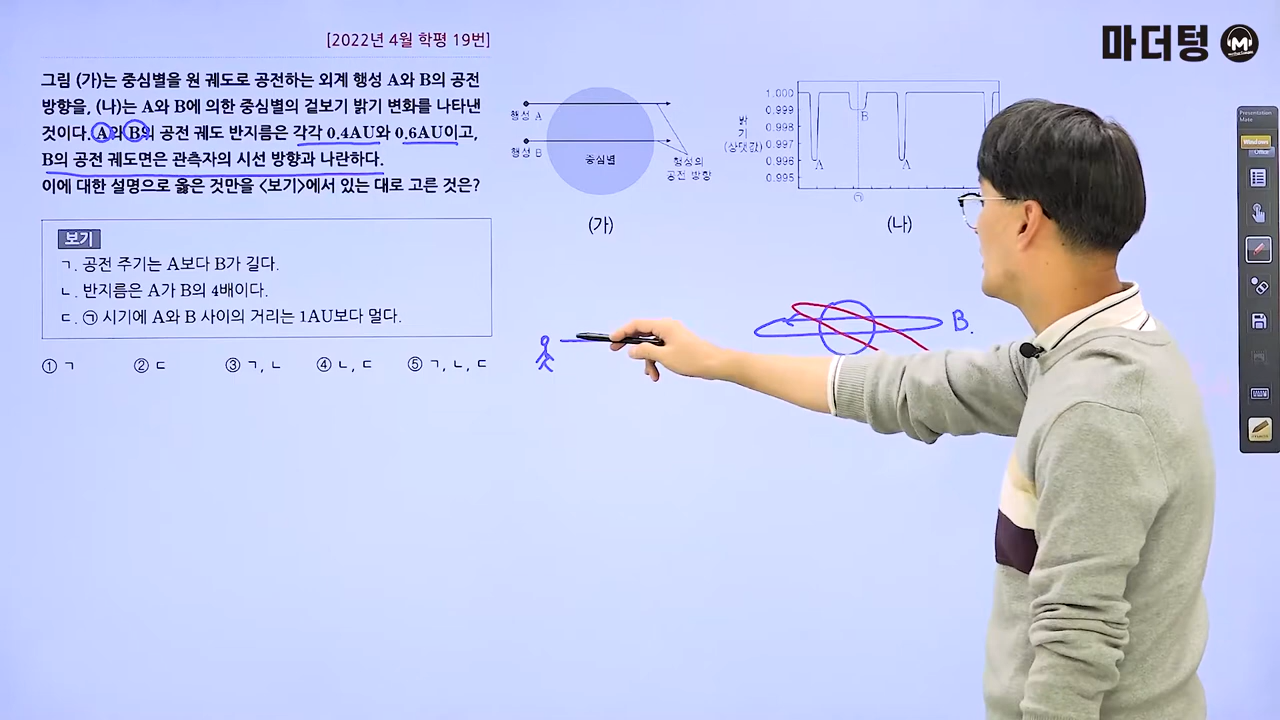 마더텅
[2022년 4월 학평 19번]
그림 (가)는 중심별을 원 궤도로 공전하는 외계 행성 A와 B의 공전
방향을, (나)는 A와 B에 의한 중심별의 겉보기 밝기 변화를 나타낸
것이다. A와 B의 공전 궤도 반지름은 각각 0.4AU와 0.6AU이고,
B의 공전 궤도면은 관측자의 시선 방향과 나란하다.
이에 대한 설명으로 옳은 것만을 <보기>에서 있는 대로 고른 것은?
보기
ㄱ. 공전 주기는 A보다 B가 길다.
ㄴ. 반지름은 A가 B의 4배이다.
ㄷ. ㉠ 시기에 A와 B 사이의 거리는 1AU보다 멀다.
① ㄱ ② ㄷ ③ ㄱ, ㄴ ④ ㄴ, ㄷ ⑤ ㄱ, ㄴ, ㄷ
행성 A
행성 B
중심별
행성의
공전 방향
(가)
밝
기
(상댓값)
1.000
0.999
0.998
0.997
0.996
0.995
A
B
A
㉠
(나)
B.
Presentation
Mate
Windows
Office